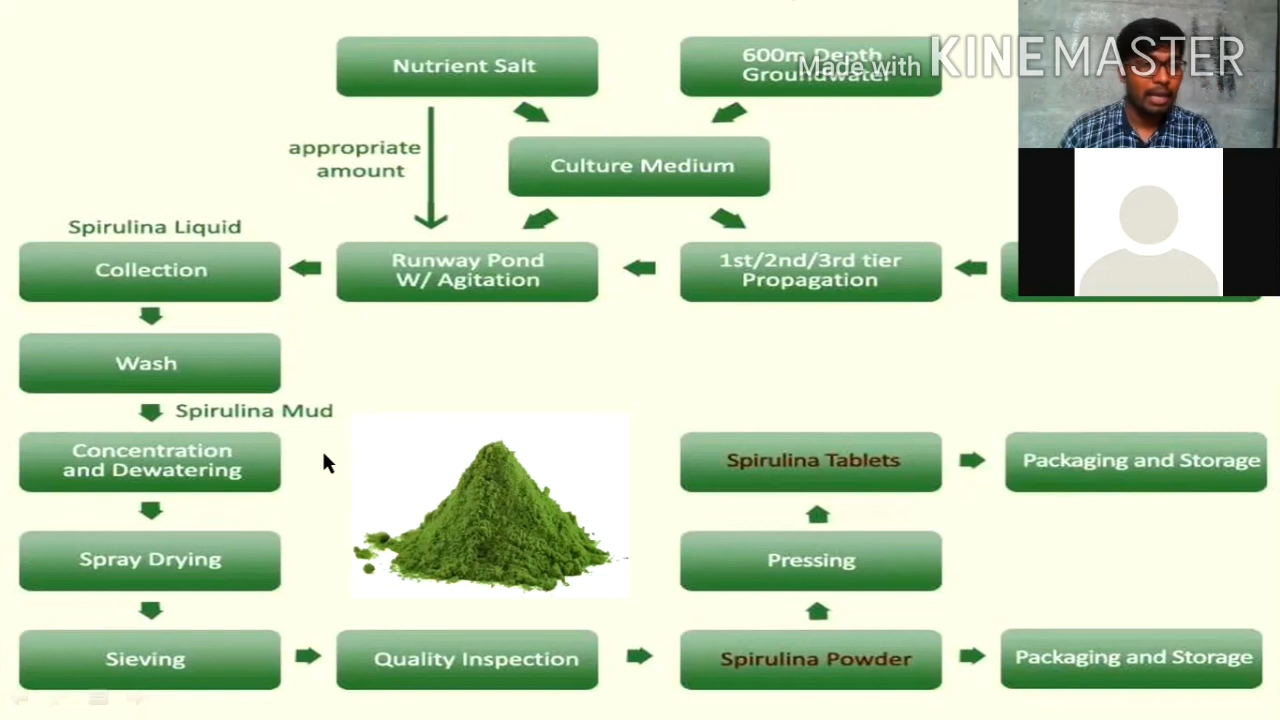 Nutrient Salt
600m Depth
Groundwater
Made with KINEMASTER
appropriate
amount
Culture Medium
Spirulina Liquid
Collection
Runway Pond
W/ Agitation
1st/2nd/3rd tier
Propagation
Wash
Spirulina Mud
Concentration
and Dewatering
Spirulina Tablets
Packaging and Storage
Spray Drying
Pressing
Sieving
Quality Inspection
Spirulina Powder
Packaging and Storage